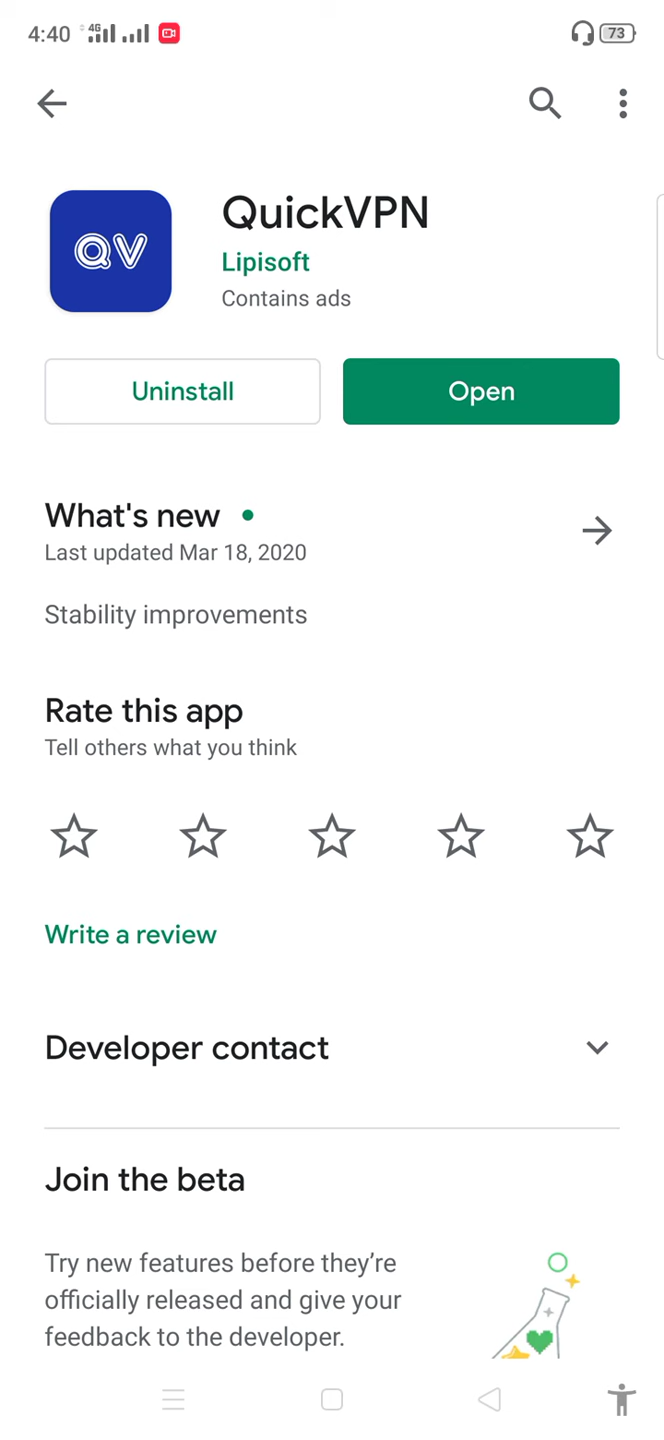 4:40 4G 73
QV
QuickVPN
Lipisoft
Contains ads
Uninstall
Open
What's new
Last updated Mar 18, 2020
Stability improvements
Rate this app
Tell others what you think
Write a review
Developer contact
Join the beta
Try new features before they’re
officially released and give your
feedback to the developer.